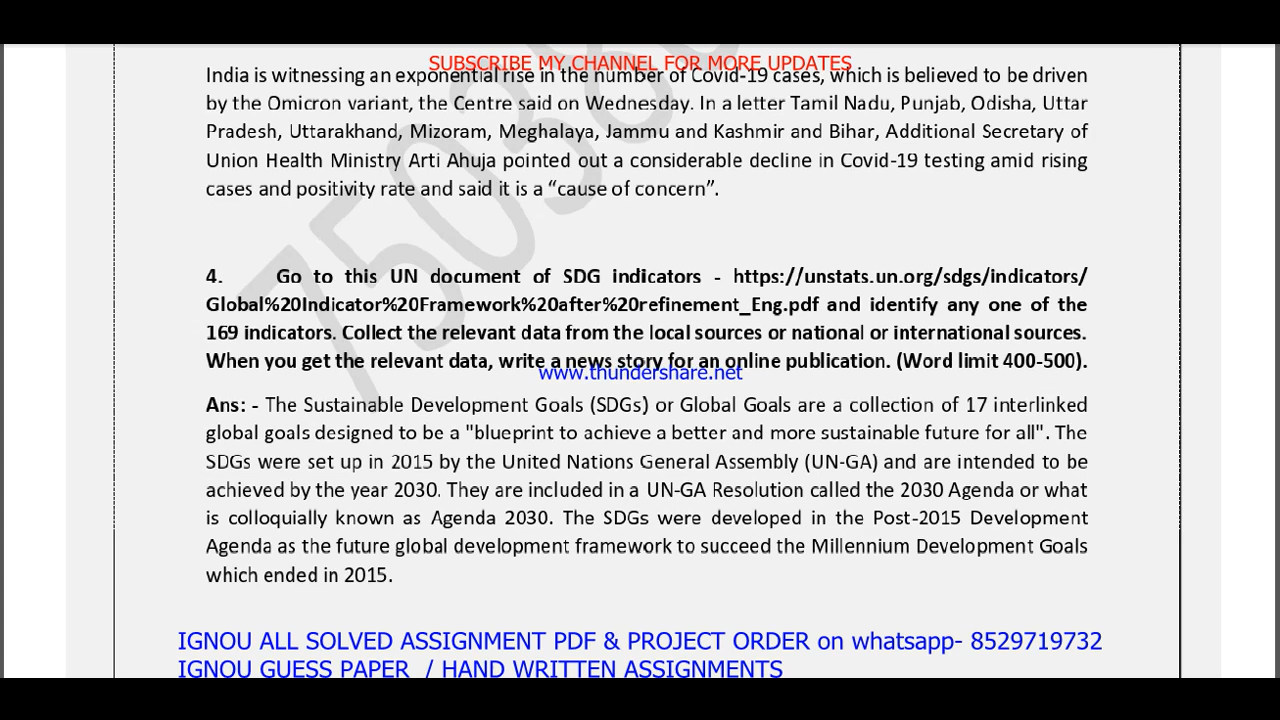 SUBSCRIBE MY CHANNEL FOR MORE UPDATES
India is witnessing an exponential rise in the number of Covid-19 cases, which is believed to be driven
by the Omicron variant, the Centre said on Wednesday. In a letter Tamil Nadu, Punjab, Odisha, Uttar
Pradesh, Uttarakhand, Mizoram, Meghalaya, Jammu and Kashmir and Bihar, Additional Secretary of
Union Health Ministry Arti Ahuja pointed out a considerable decline in Covid-19 testing amid rising
cases and positivity rate and said it is a “cause of concern”.
4. Go to this UN document of SDG indicators - https://unstats.un.org/sdgs/indicators/
Global%20Indicator%20Framework%20after%20refinement_Eng.pdf and identify any one of the
169 indicators. Collect the relevant data from the local sources or national or international sources.
When you get the relevant data, write a news story for an online publication. (Word limit 400-500).
www.thundershare.net
Ans: - The Sustainable Development Goals (SDGs) or Global Goals are a collection of 17 interlinked
global goals designed to be a "blueprint to achieve a better and more sustainable future for all". The
SDGs were set up in 2015 by the United Nations General Assembly (UN-GA) and are intended to be
achieved by the year 2030. They are included in a UN-GA Resolution called the 2030 Agenda or what
is colloquially known as Agenda 2030. The SDGs were developed in the Post-2015 Development
Agenda as the future global development framework to succeed the Millennium Development Goals
which ended in 2015.
IGNOU ALL SOLVED ASSIGNMENT PDF & PROJECT ORDER on whatsapp- 8529719732
IGNOU GUESS PAPER / HAND WRITTEN ASSIGNMENTS